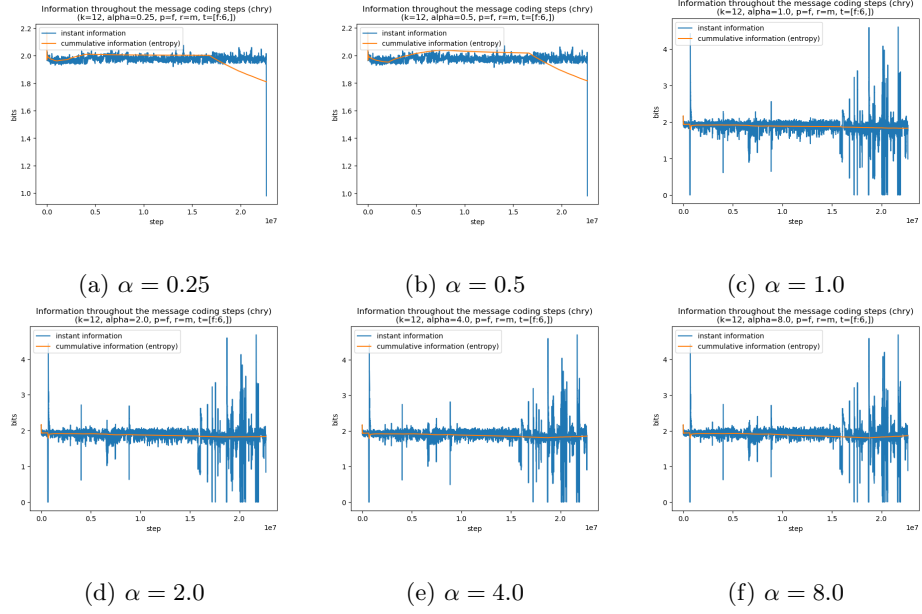 Information throughout the message coding steps (chry)
(k=12, alpha=0.25, p=f, r=m, t=[f:6,])
instant information
cummulative information (entropy)
2.2
2.0
1.8
1.6
1.4
1.2
1.0
bits
0.0
0.5
1.0
1.5
2.0
1e7
step
(a) α = 0.25
Information throughout the message coding steps (chry)
(k=12, alpha=0.5, p=f, r=m, t=[f:6,])
instant information
cummulative information (entropy)
2.2
2.0
1.8
1.6
1.4
1.2
1.0
bits
0.0
0.5
1.0
1.5
2.0
1e7
step
(b) α = 0.5
Information throughout the message coding steps (chry)
(k=12, alpha=1.0, p=f, r=m, t=[f:6,])
instant information
cummulative information (entropy)
4
3
2
1
0
bits
0.0
0.5
1.0
1.5
2.0
1e7
step
(c) α = 1.0
Information throughout the message coding steps (chry)
(k=12, alpha=2.0, p=f, r=m, t=[f:6,])
instant information
cummulative information (entropy)
4
3
2
1
0
bits
0.0
0.5
1.0
1.5
2.0
1e7
step
(d) α = 2.0
Information throughout the message coding steps (chry)
(k=12, alpha=4.0, p=f, r=m, t=[f:6,])
instant information
cummulative information (entropy)
4
3
2
1
0
bits
0.0
0.5
1.0
1.5
2.0
1e7
step
(e) α = 4.0
Information throughout the message coding steps (chry)
(k=12, alpha=8.0, p=f, r=m, t=[f:6,])
instant information
cummulative information (entropy)
4
3
2
1
0
bits
0.0
0.5
1.0
1.5
2.0
1e7
step
(f) α = 8.0